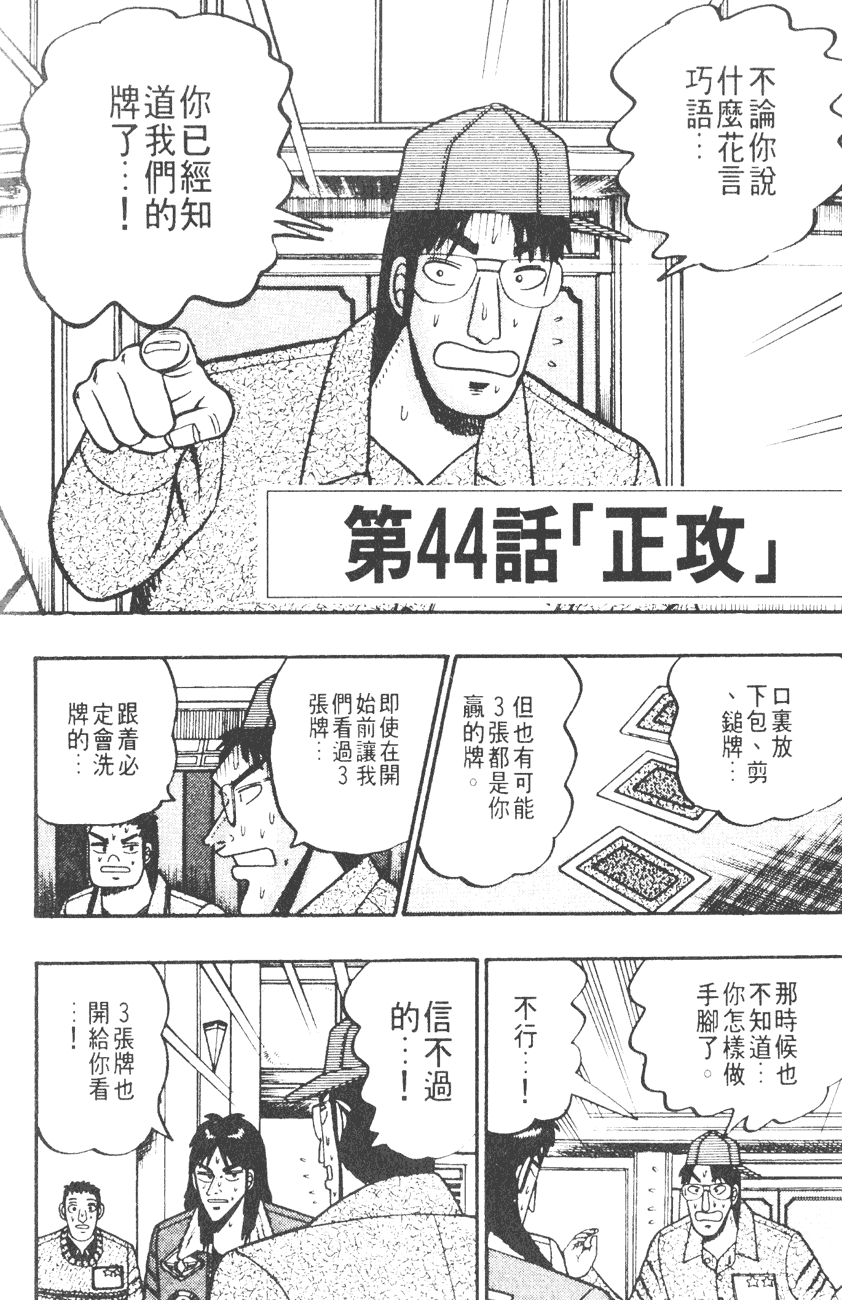 不論你說
什麼花言
巧語…
你已經知
道我們的
牌了…！
第44話「正攻」
口裏放
下包、剪
、鎚牌…
但也有可能
3張都是你
贏的牌。
即使在開
始前讓我
們看過3
張牌…
跟着必
定會洗
牌的…
那時候也
不知道…
你怎樣做
手腳了。
不行…！
信不過
的…！
3張牌也
開給你看
…！